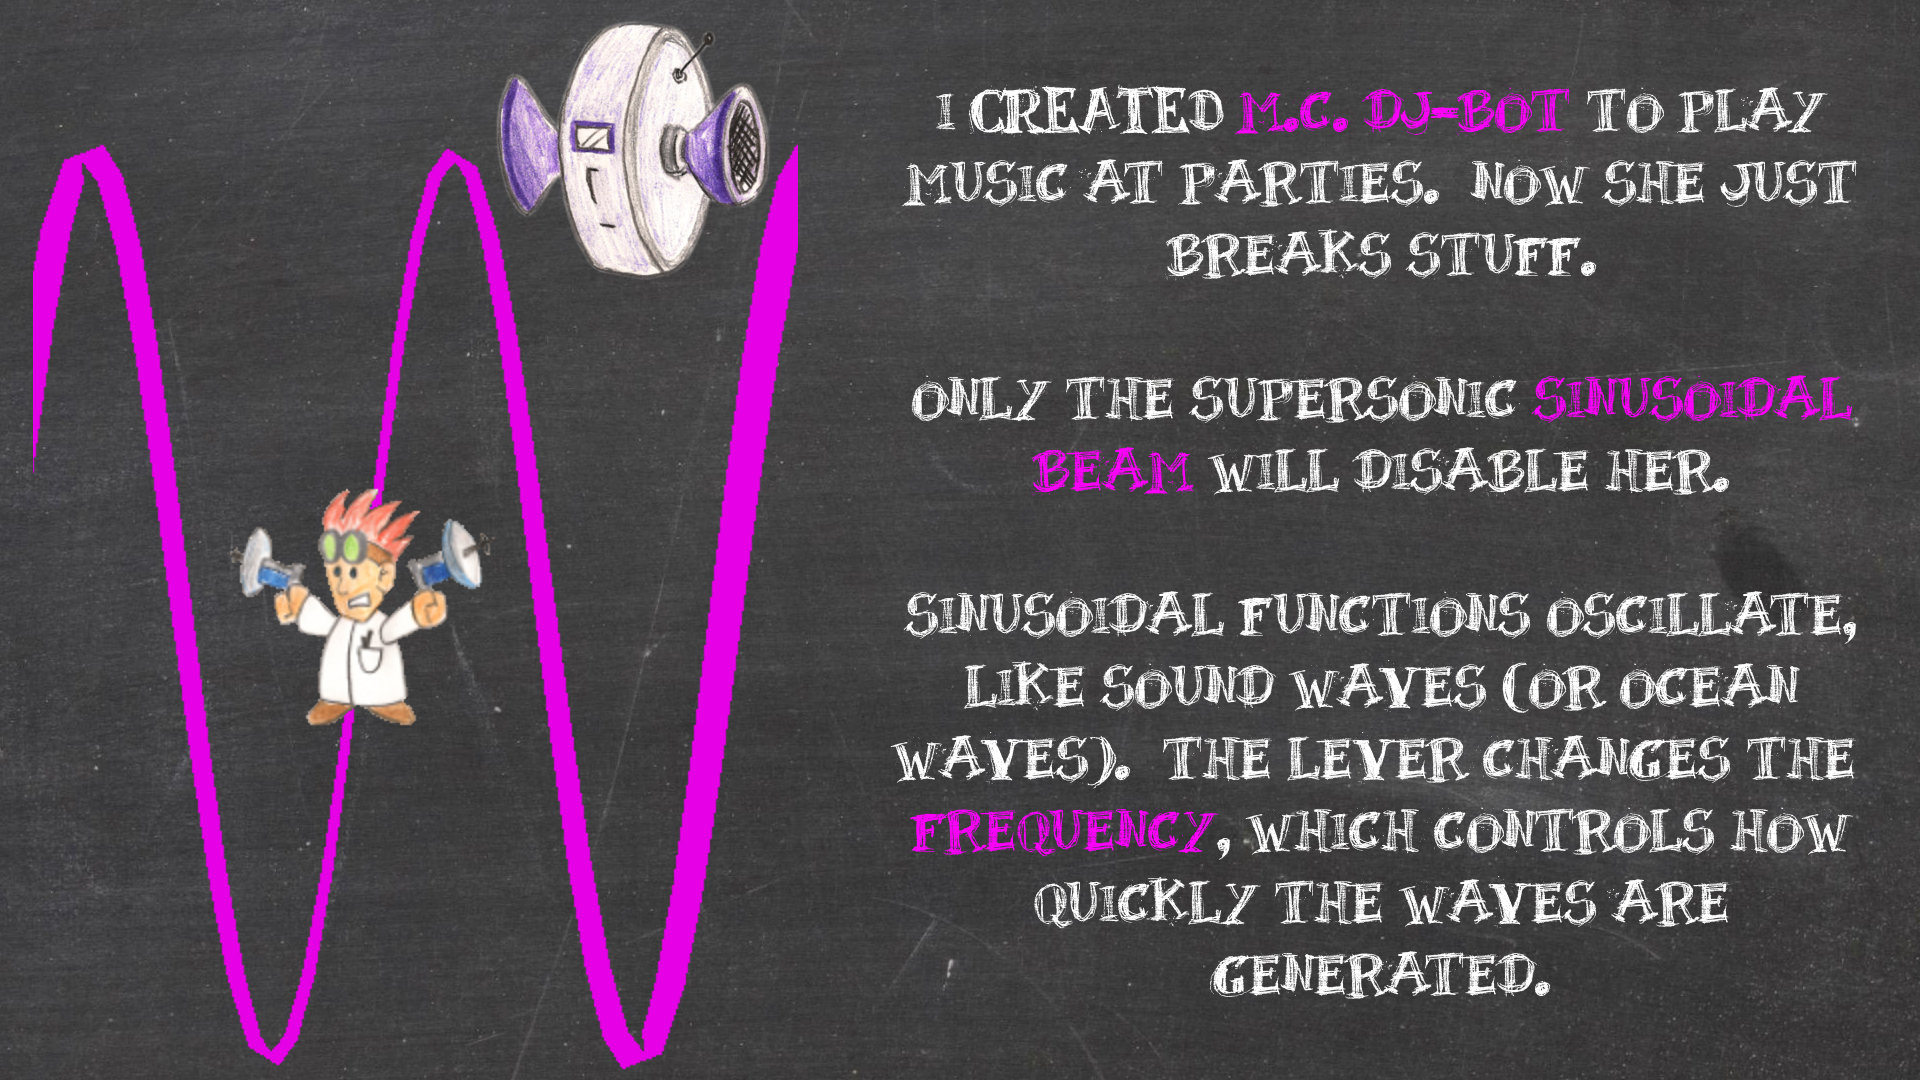 I CREATED M.C. DJ-BOT TO PLAY
MUSIC AT PARTIES. NOW SHE JUST
BREAKS STUFF.
ONLY THE SUPERSONIC SINUSOIDAL
BEAM WILL DISABLE HER.
SINUSOIDAL FUNCTIONS OSCILLATE,
LIKE SOUND WAVES (OR OCEAN
WAVES). THE LEVER CHANGES THE
FREQUENCY, WHICH CONTROLS HOW
QUICKLY THE WAVES ARE
GENERATED.